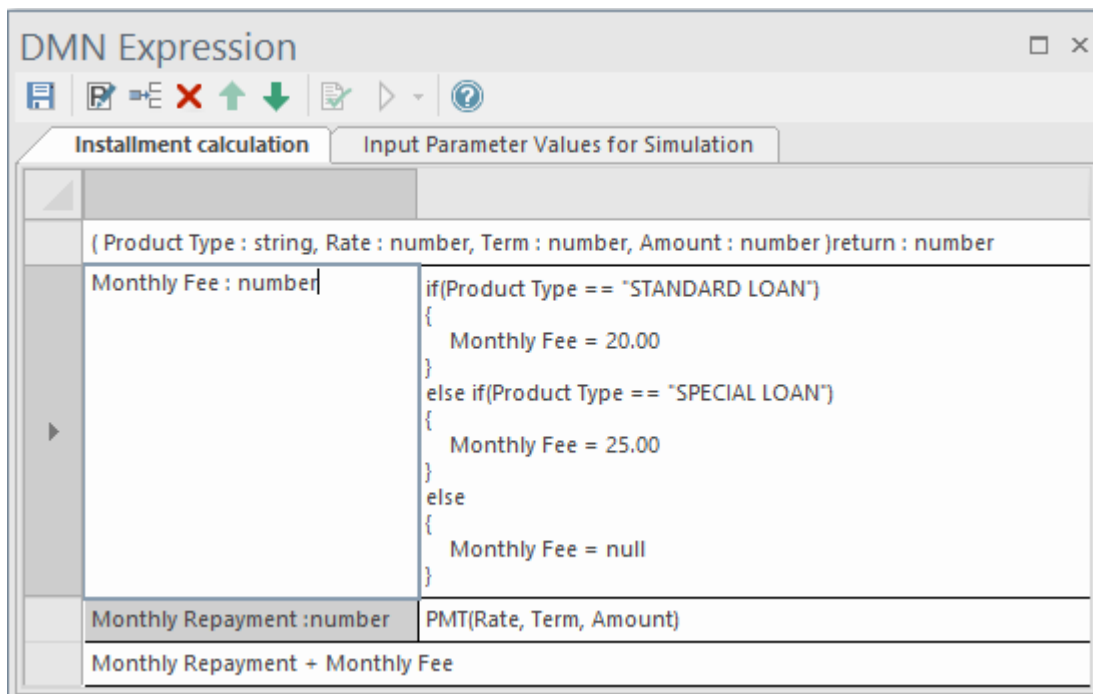 DMN Expression
Installment calculation
Input Parameter Values for Simulation
( Product Type : string, Rate : number, Term : number, Amount : number )return : number
Monthly Fee : number
if(Product Type == "STANDARD LOAN")
{
Monthly Fee = 20.00
}
else if(Product Type == "SPECIAL LOAN")
{
Monthly Fee = 25.00
}
else
{
Monthly Fee = null
}
Monthly Repayment :number
PMT(Rate, Term, Amount)
Monthly Repayment + Monthly Fee